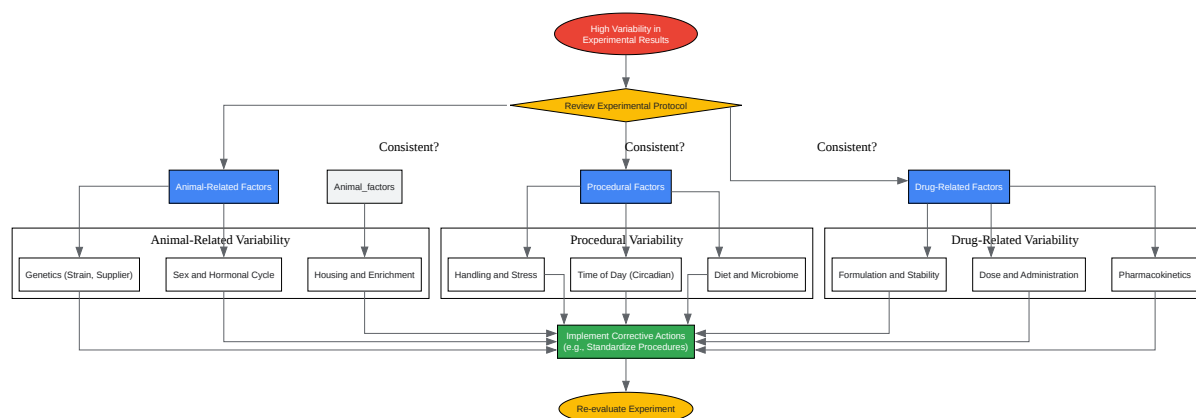 High Variability in
Experimental Results
Review Experimental Protocol
Consistent?
Consistent?
Consistent?
Animal-Related Factors
Animal_factors
Procedural Factors
Drug-Related Factors
Animal-Related Variability
Procedural Variability
Drug-Related Variability
Genetics (Strain, Supplier)
Sex and Hormonal Cycle
Housing and Enrichment
Handling and Stress
Time of Day (Circadian)
Diet and Microbiome
Formulation and Stability
Dose and Administration
Pharmacokinetics
Implement Corrective Actions
(e.g., Standardize Procedures)
Re-evaluate Experiment